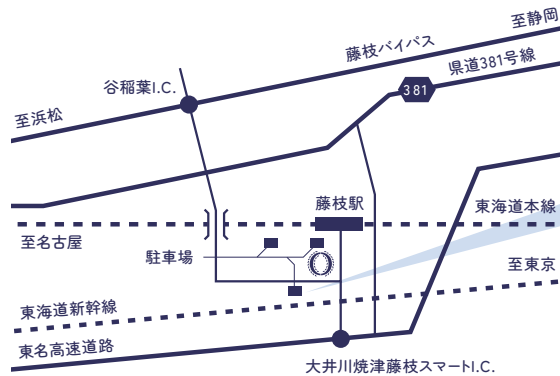 至静岡
藤枝バイパス
県道381号線
谷稲葉I.C.
381
至浜松
藤枝駅
東海道本線
至名古屋
駐車場
至東京
東海道新幹線
東名高速道路
大井川焼津藤枝スマートI.C.